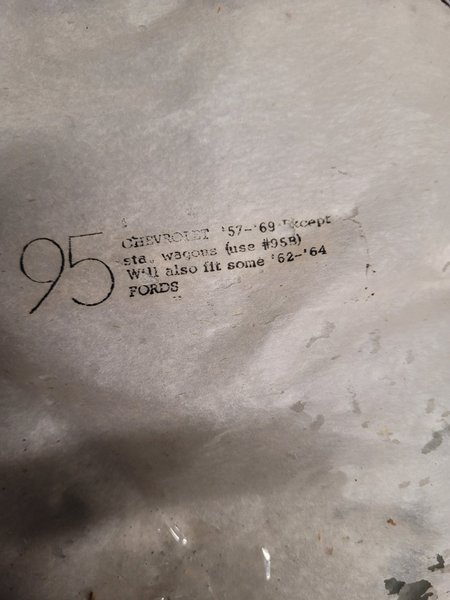 95
CHEVROLET '57-'69 Except
sta. wagons (use #95B)
Will also fit some '62-'64
FORDS